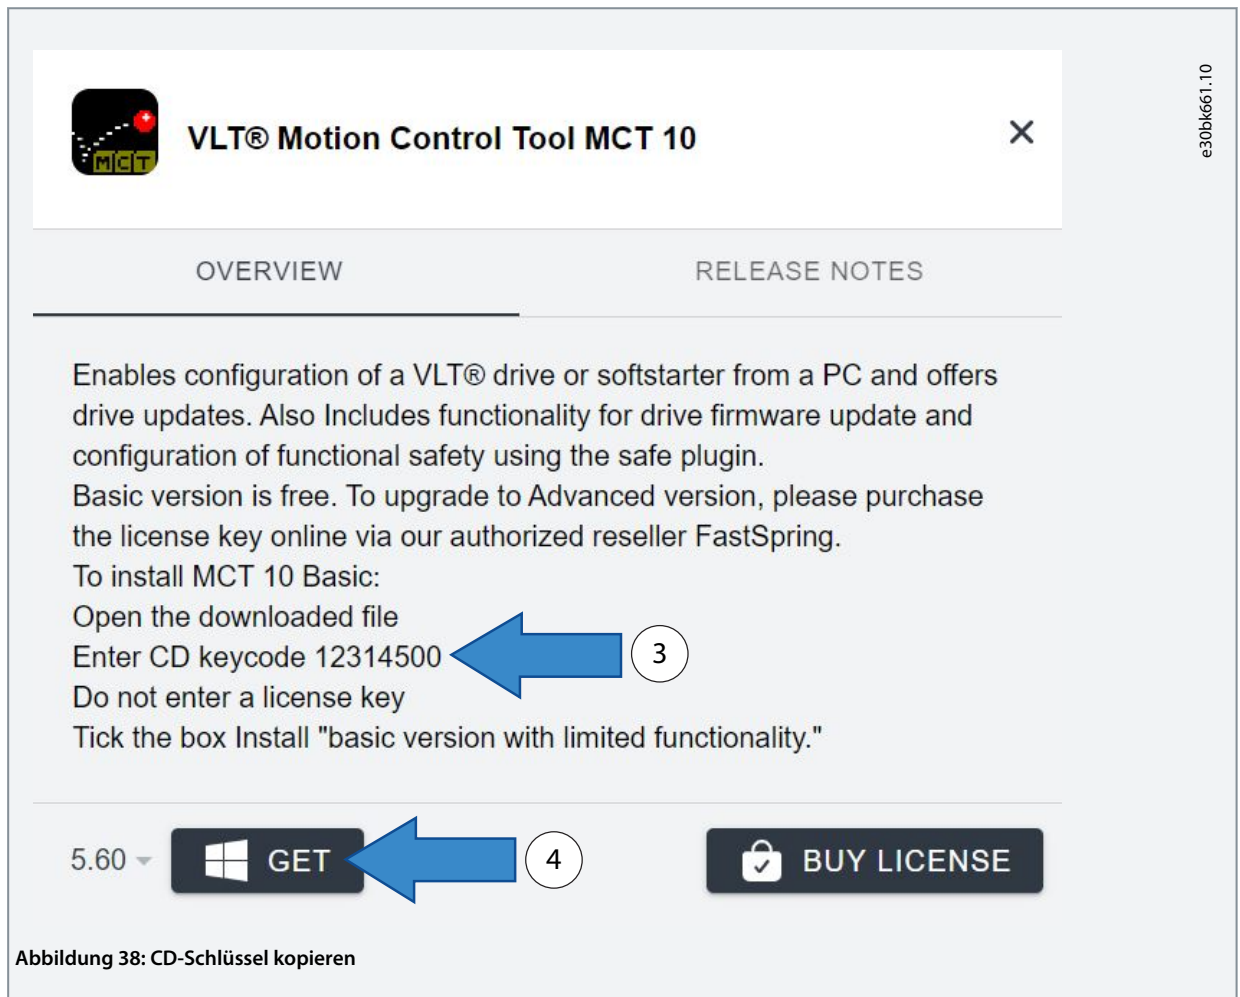 e30bk661.10
MCT
VLT® Motion Control Tool MCT 10
OVERVIEW
RELEASE NOTES
Enables configuration of a VLT® drive or softstarter from a PC and offers
drive updates. Also Includes functionality for drive firmware update and
configuration of functional safety using the safe plugin.
Basic version is free. To upgrade to Advanced version, please purchase
the license key online via our authorized reseller FastSpring.
To install MCT 10 Basic:
Open the downloaded file
Enter CD keycode 12314500
3
Do not enter a license key
Tick the box Install "basic version with limited functionality."
5.60
GET
4
BUY LICENSE
Abbildung 38: CD-Schlüssel kopieren